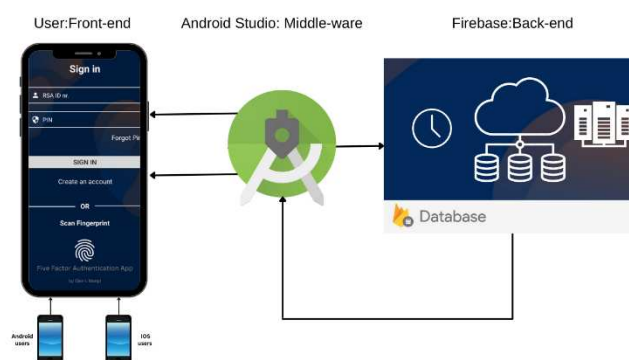 User:Front-end
Android Studio: Middle-ware
Firebase:Back-end
Sign in
RSA ID nr
PIN
Forgot Pin
SIGN IN
Create an account
OR
Scan Fingerprint
Five Factor Authentication App
Database
Android
users
IOS
users